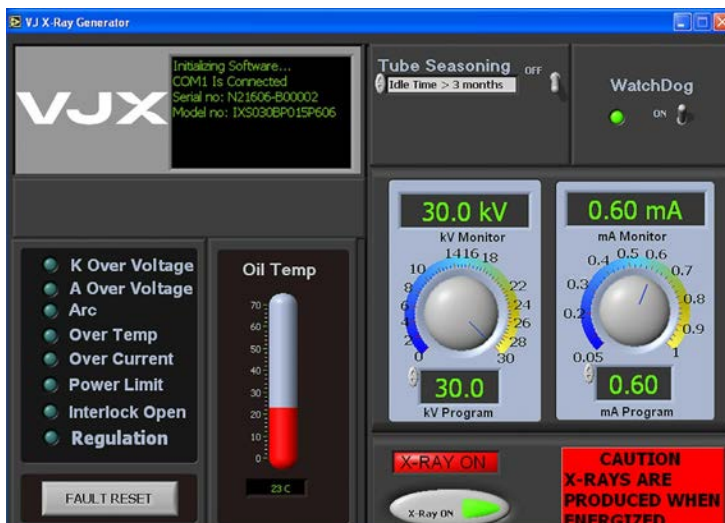 VJ X-Ray Generator
VJX
Initializing Software...
COM1 Is Connected
Serial no: N21606-B00002
Model no: IXS030BP015P606
Tube Seasoning
OFF
Idle Time > 3 months
WatchDog
ON
K Over Voltage
A Over Voltage
Arc
Over Temp
Over Current
Power Limit
Interlock Open
Regulation
FAULT RESET
Oil Temp
70
60
50
40
30
20
10
0
23 C
30.0 kV
kV Monitor
0 2 4 6 8 10 14 16 18 22 24 26 28 30
30.0
kV Program
0.60 mA
mA Monitor
0.05 0.2 0.3 0.4 0.5 0.6 0.7 0.8 0.9 1
0.60
mA Program
X-RAY ON
X-Ray ON
CAUTION
X-RAYS ARE
PRODUCED WHEN
ENERGIZED